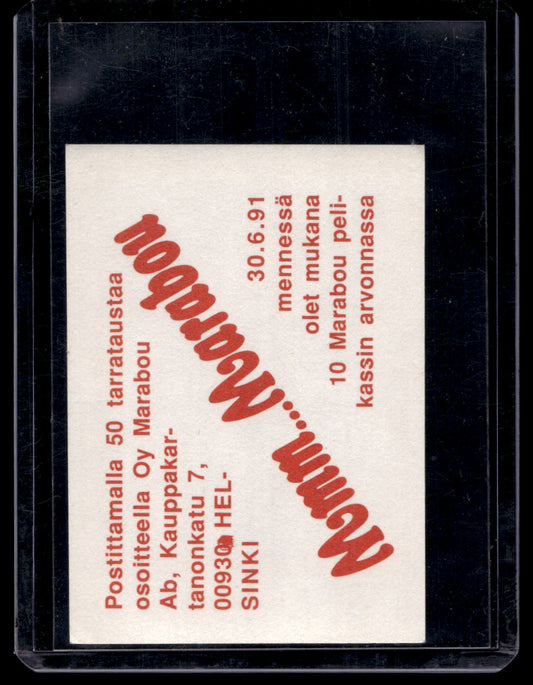 Postittamalla 50 tarrataustaa
osoitteella Oy Marabou
Ab, Kauppakar-
tanonkatu 7,
00930 HEL-
SINKI
Mmmm...Marabou
30.6.91
mennessä
olet mukana
10 Marabou peli-
kassin arvonnassa